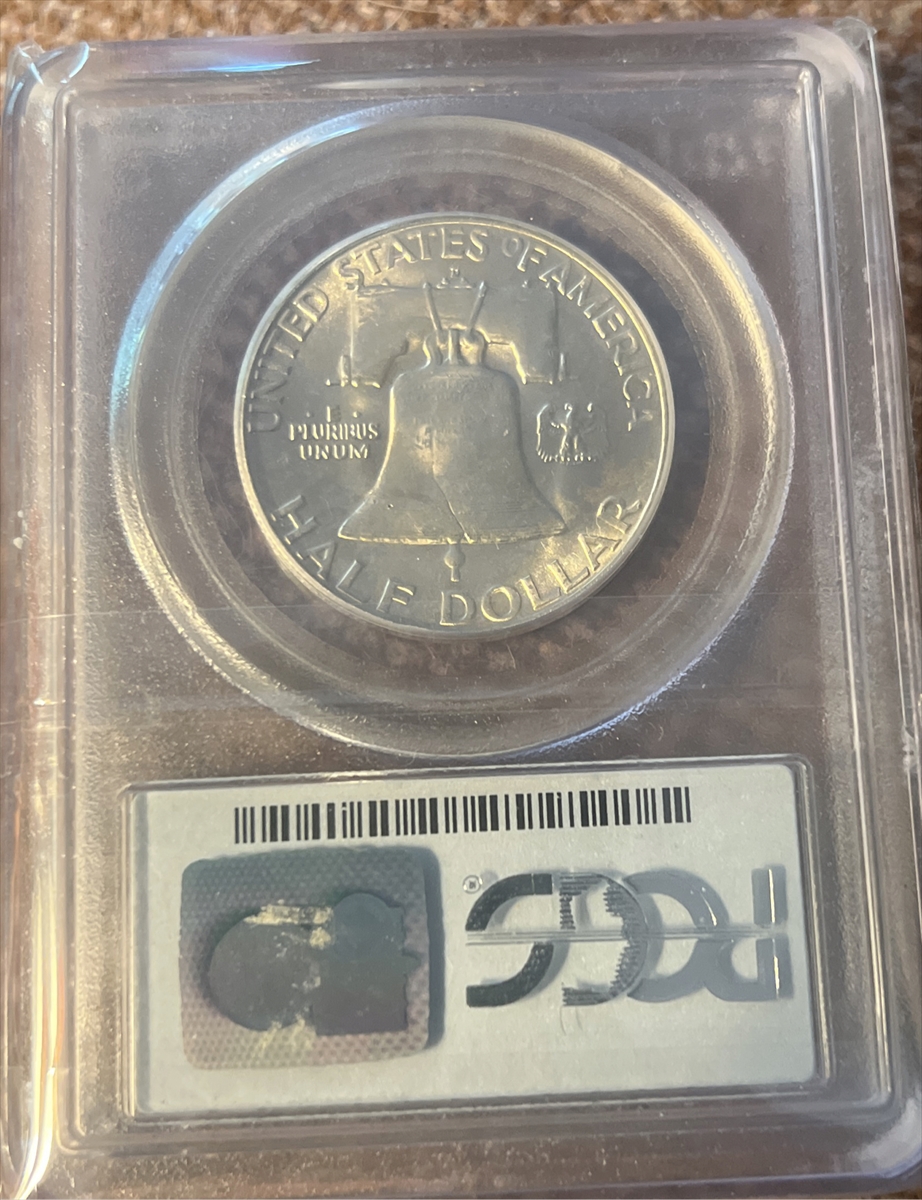 UNITED STATES OF AMERICA
E
PLURIBUS
UNUM
HALF DOLLAR
PCGS